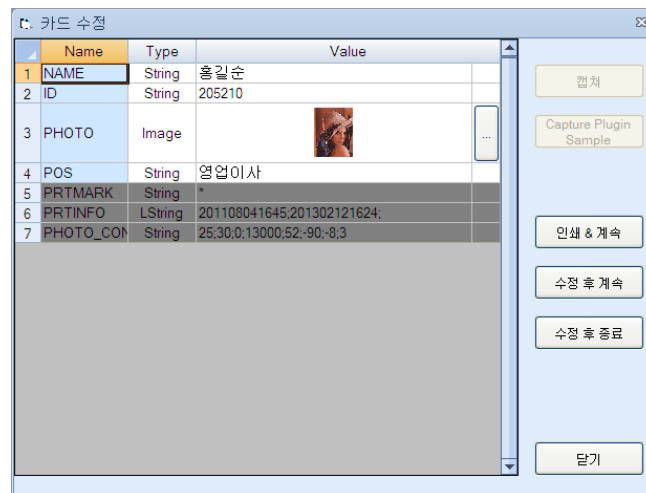 카드 수정
Name Type Value
1 NAME String 홍길순
캡쳐
2 ID String 205210
3 PHOTO Image ...
Capture Plugin
Sample
4 POS String 영업이사
5 PRTMARK String *
6 PRTINFO LString 201108041645;201302121624;
7 PHOTO_CON String 25;30;0;13000;52;-90;-8;3
인쇄 & 계속
수정 후 계속
수정 후 종료
닫기